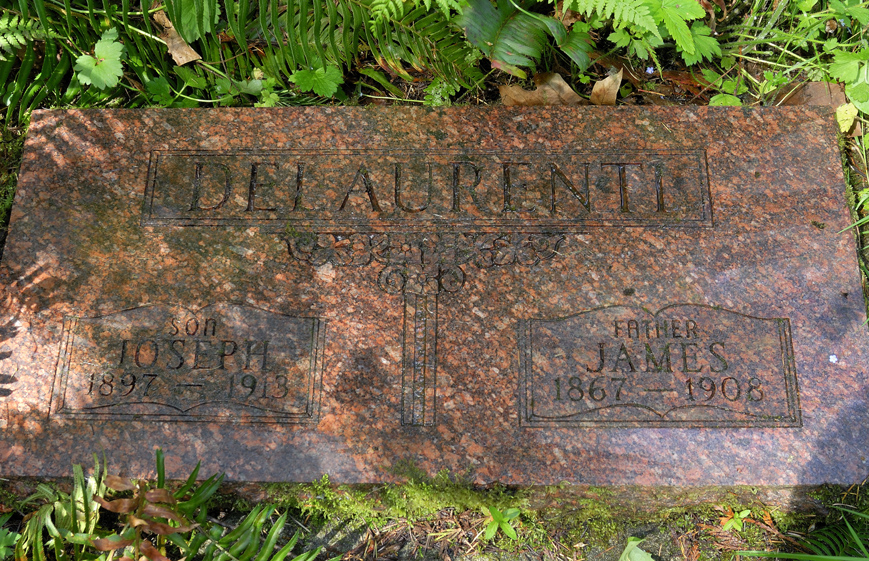 DELAURENTI
SON
JOSEPH
1897 — 1913
FATHER
JAMES
1867 — 1908